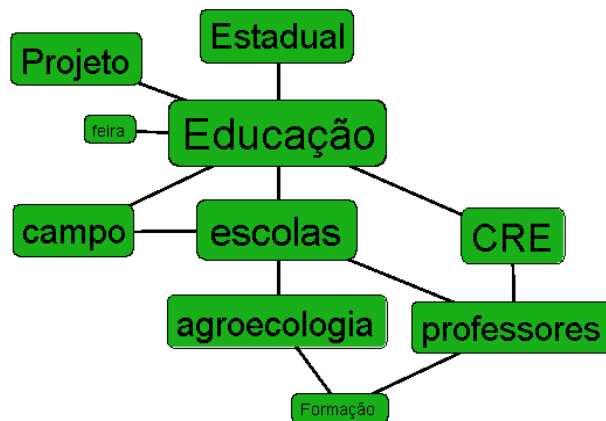 Estadual
Projeto
feira
Educação
campo
escolas
CRE
agroecologia
professores
Formação